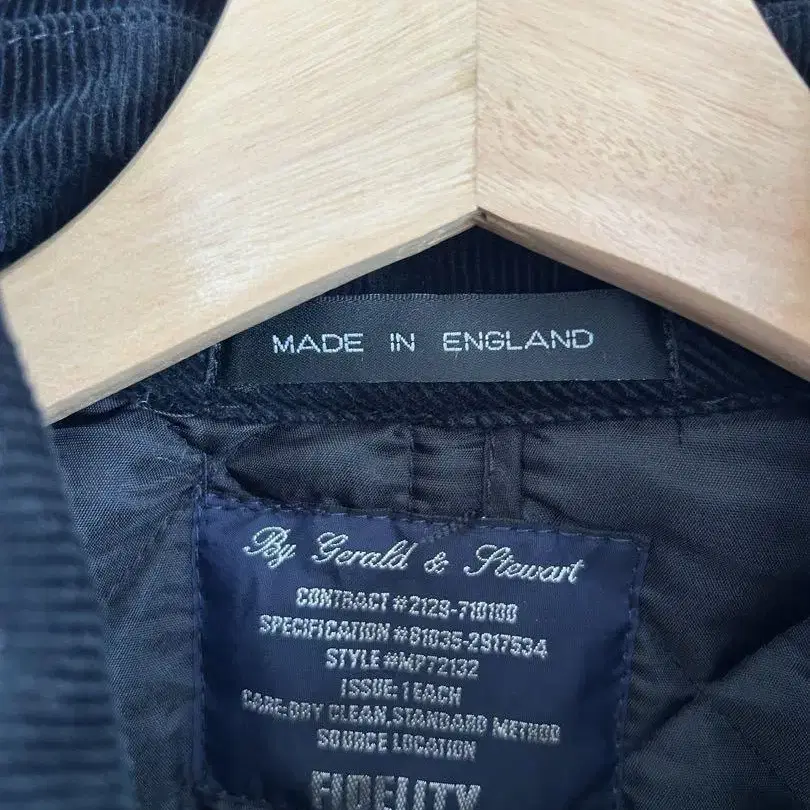 MADE IN ENGLAND
By Gerald & Stewart
CONTRACT #2129-710100
SPECIFICATION #81035-2917534
STYLE #MP72132
ISSUE: 1 EACH
CARE: DRY CLEAN, STANDARD METHOD
SOURCE LOCATION
FIDELITY